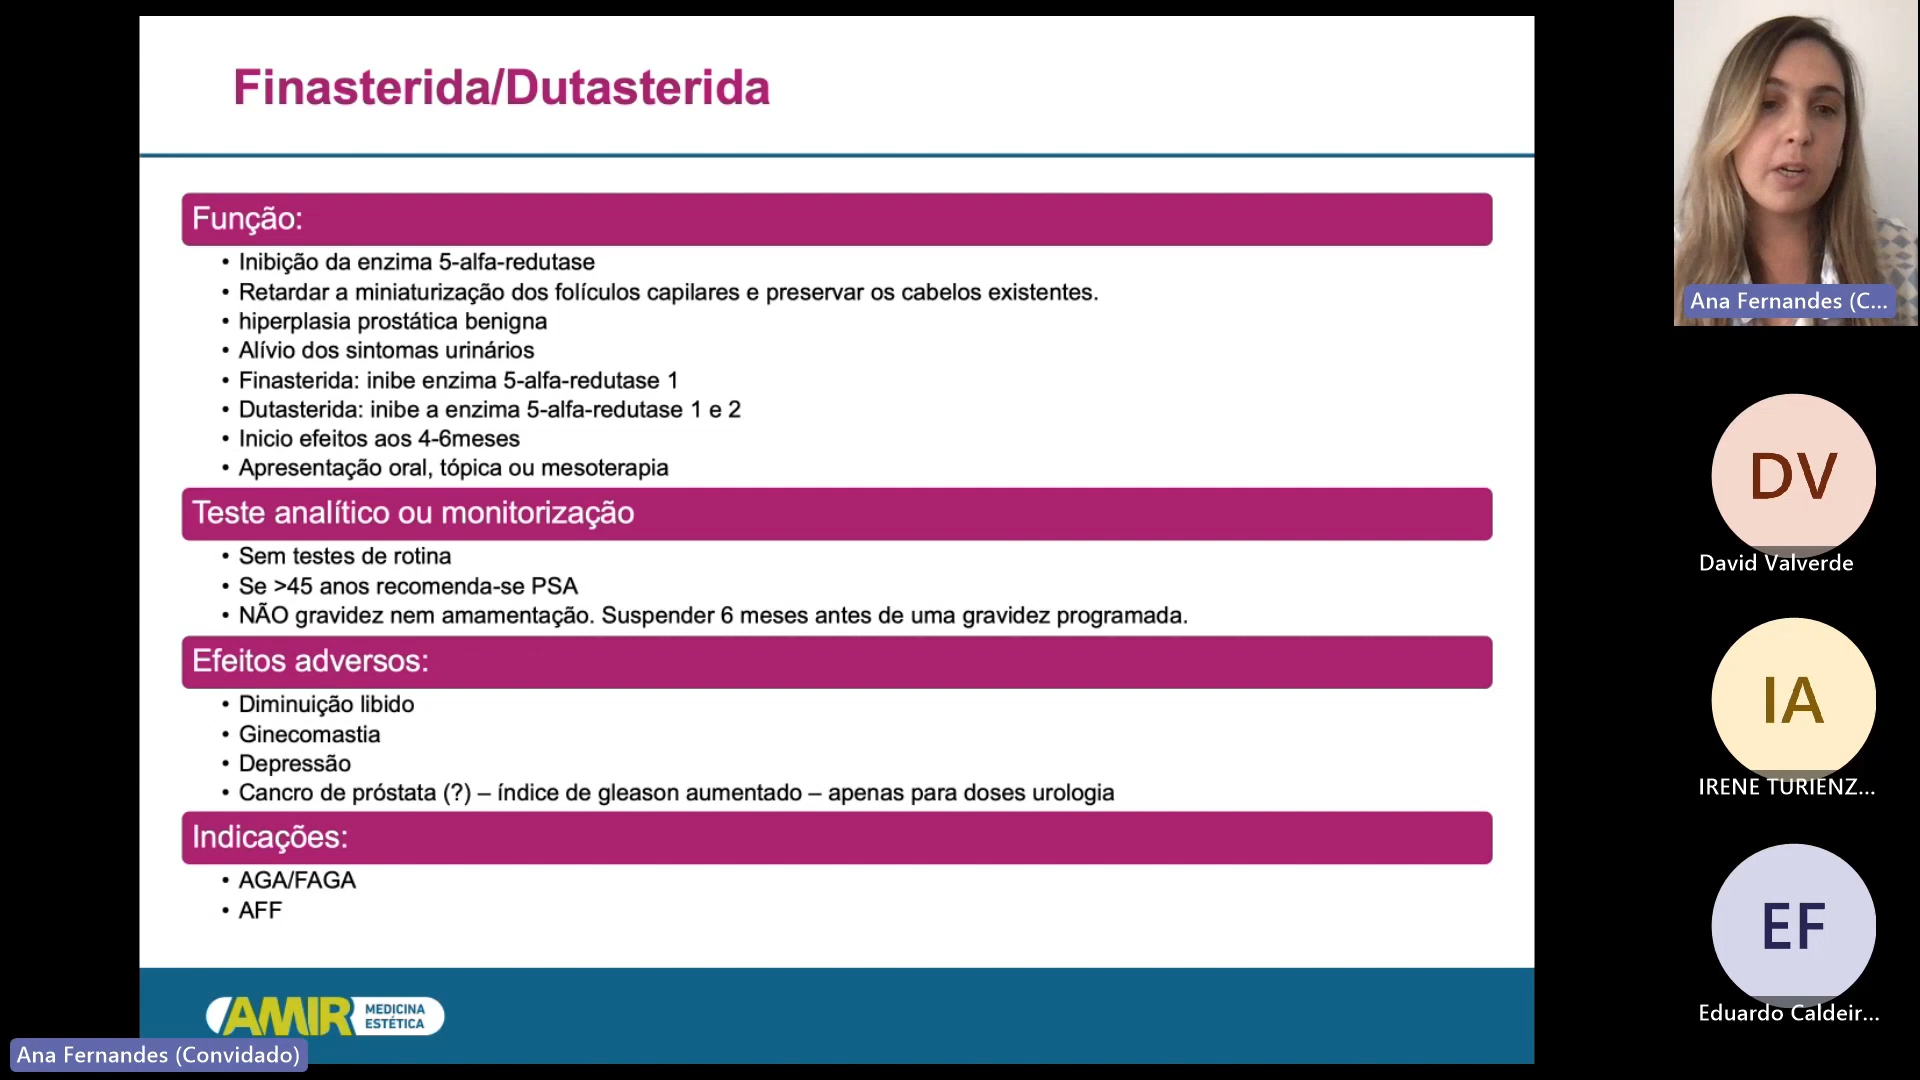 Finasterida/Dutasterida
Função:
• Inibição da enzima 5-alfa-redutase
• Retardar a miniaturização dos folículos capilares e preservar os cabelos existentes.
• hiperplasia prostática benigna
• Alívio dos sintomas urinários
• Finasterida: inibe enzima 5-alfa-redutase 1
• Dutasterida: inibe a enzima 5-alfa-redutase 1 e 2
• Inicio efeitos aos 4-6meses
• Apresentação oral, tópica ou mesoterapia
Teste analítico ou monitorização
• Sem testes de rotina
• Se >45 anos recomenda-se PSA
• NÃO gravidez nem amamentação. Suspender 6 meses antes de uma gravidez programada.
Efeitos adversos:
• Diminuição libido
• Ginecomastia
• Depressão
• Cancro de próstata (?) – índice de gleason aumentado – apenas para doses urologia
Indicações:
• AGA/FAGA
• AFF
AMIR MEDICINA
ESTÉTICA
Ana Fernandes (Convidado)
Ana Fernandes (C...
DV
David Valverde
IA
IRENE TURIENZ...
EF
Eduardo Caldeir...